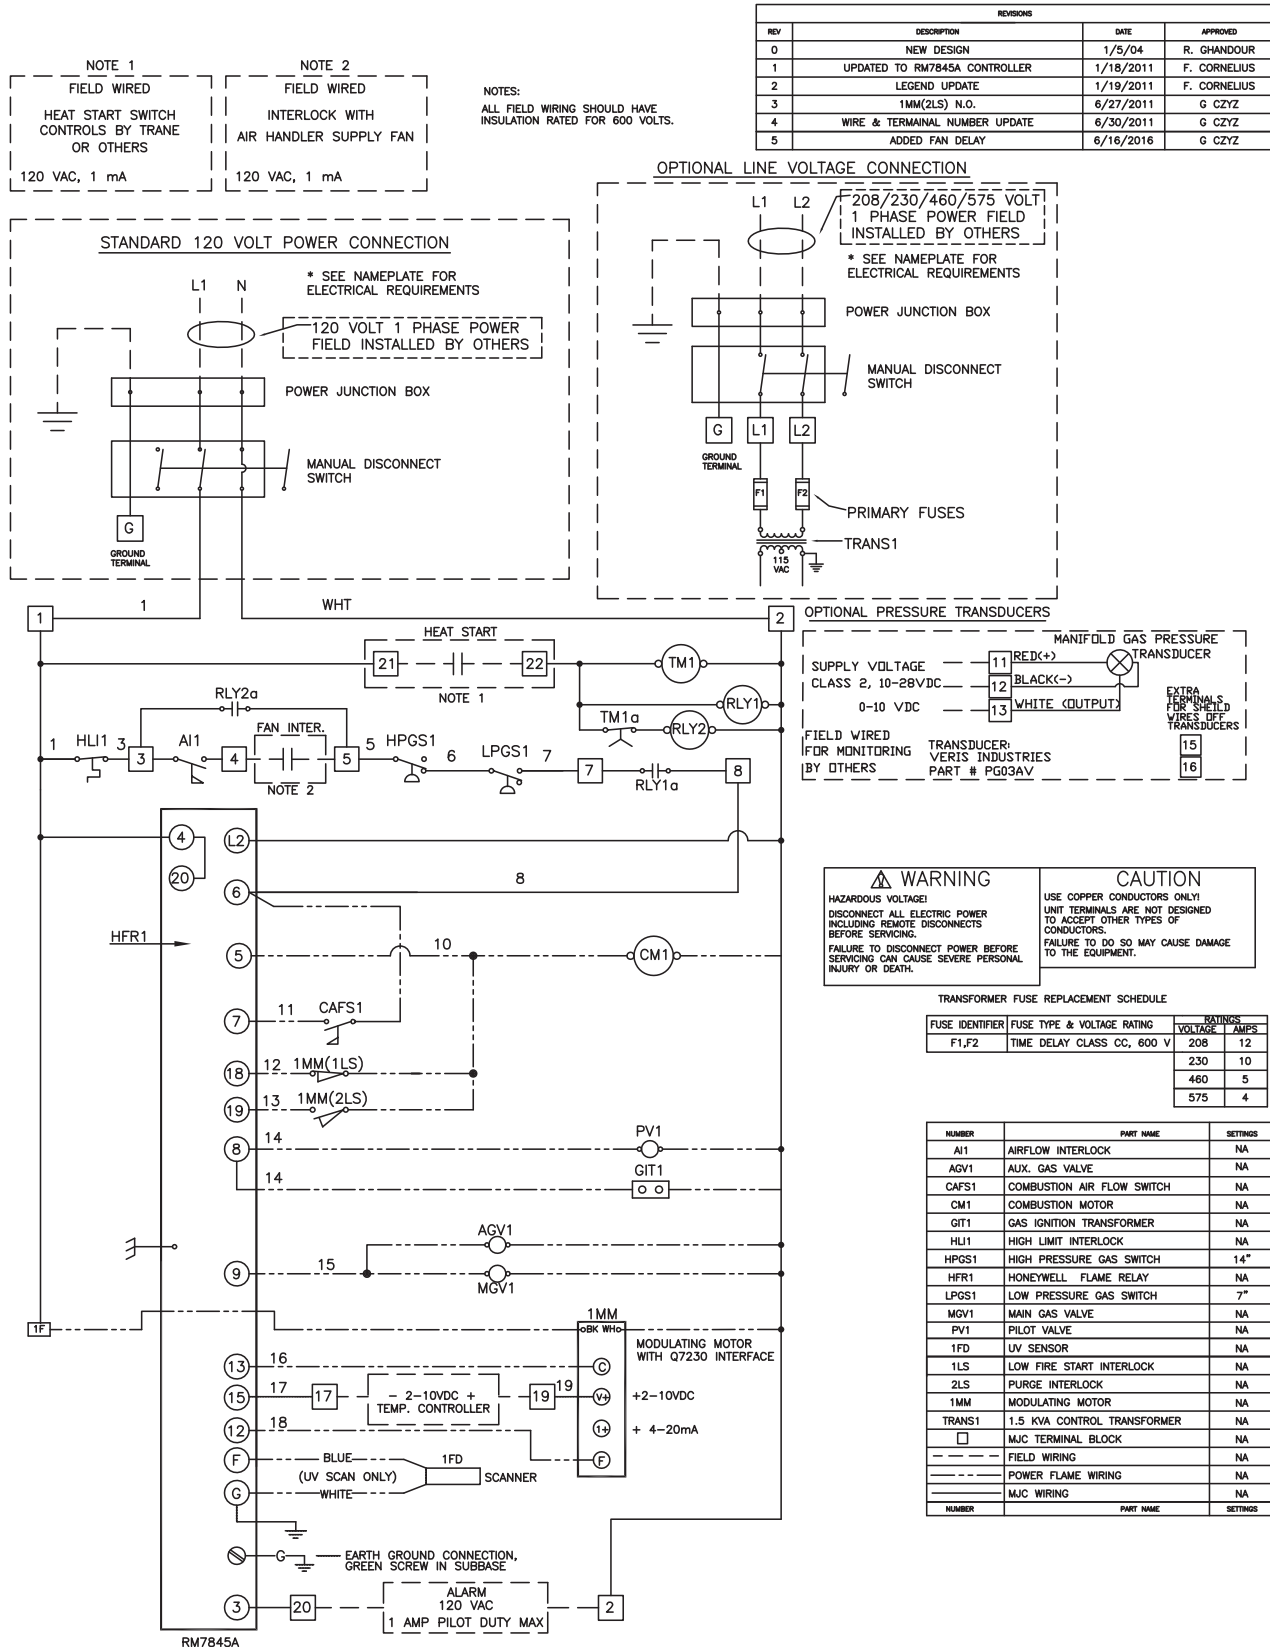 REVISIONS
REV DESCRIPTION DATE APPROVED
0 NEW DESIGN 1/5/04 R. GHANDOUR
1 UPDATED TO RM7845A CONTROLLER 1/18/2011 F. CORNELIUS
2 LEGEND UPDATE 1/19/2011 F. CORNELIUS
3 1MM(2LS) N.O. 6/27/2011 G CZYZ
4 WIRE & TERMAINAL NUMBER UPDATE 6/30/2011 G CZYZ
5 ADDED FAN DELAY 6/16/2016 G CZYZ
NOTE 1
FIELD WIRED
HEAT START SWITCH
CONTROLS BY TRANE
OR OTHERS
120 VAC, 1 mA
NOTE 2
FIELD WIRED
INTERLOCK WITH
AIR HANDLER SUPPLY FAN
120 VAC, 1 mA
NOTES:
ALL FIELD WIRING SHOULD HAVE
INSULATION RATED FOR 600 VOLTS.
STANDARD 120 VOLT POWER CONNECTION
L1 N
* SEE NAMEPLATE FOR
ELECTRICAL REQUIREMENTS
120 VOLT 1 PHASE POWER
FIELD INSTALLED BY OTHERS
POWER JUNCTION BOX
MANUAL DISCONNECT
SWITCH
G
GROUND
TERMINAL
OPTIONAL LINE VOLTAGE CONNECTION
L1 L2
208/230/460/575 VOLT
1 PHASE POWER FIELD
INSTALLED BY OTHERS
* SEE NAMEPLATE FOR
ELECTRICAL REQUIREMENTS
POWER JUNCTION BOX
MANUAL DISCONNECT
SWITCH
G L1 L2
GROUND
TERMINAL
F1 F2
PRIMARY FUSES
TRANS1
115
VAC
1 1 WHT 2
HEAT START
21 22
NOTE 1
TM1
RLY1
TM1a
RLY2
RLY2a
1 HLI1 3 3 AI1 4
FAN INTER.
NOTE 2
5 5 HPGS1 6 LPGS1 7 7 RLY1a 8
OPTIONAL PRESSURE TRANSDUCERS
MANIFOLD GAS PRESSURE
TRANSDUCER
SUPPLY VOLTAGE
CLASS 2, 10-28VDC
0-10 VDC
11 RED(+)
12 BLACK(-)
13 WHITE (OUTPUT)
EXTRA
TERMINALS
FOR SHEILD
WIRES OFF
TRANSDUCERS
15
16
FIELD WIRED
FOR MONITORING
BY OTHERS
TRANSDUCER:
VERIS INDUSTRIES
PART # PG03AV
4 L2
20 6 8
HFR1
5 10 CM1
7 11 CAFS1
18 12 1MM(1LS)
19 13 1MM(2LS)
8 14 PV1
14 GIT1
AGV1
9 15
MGV1
1F
1MM
BK WH
MODULATING MOTOR
WITH Q7230 INTERFACE
13 16 C
15 17 17
- 2-10VDC +
TEMP. CONTROLLER
19 19 V+ +2-10VDC
1+ + 4-20mA
12 18 F
F BLUE
(UV SCAN ONLY)
G WHITE
1FD
SCANNER
G
EARTH GROUND CONNECTION,
GREEN SCREW IN SUBBASE
3 20
ALARM
120 VAC
1 AMP PILOT DUTY MAX
2
RM7845A
WARNING
HAZARDOUS VOLTAGE!
DISCONNECT ALL ELECTRIC POWER
INCLUDING REMOTE DISCONNECTS
BEFORE SERVICING.
FAILURE TO DISCONNECT POWER BEFORE
SERVICING CAN CAUSE SEVERE PERSONAL
INJURY OR DEATH.
CAUTION
USE COPPER CONDUCTORS ONLY!
UNIT TERMINALS ARE NOT DESIGNED
TO ACCEPT OTHER TYPES OF
CONDUCTORS.
FAILURE TO DO SO MAY CAUSE DAMAGE
TO THE EQUIPMENT.
TRANSFORMER FUSE REPLACEMENT SCHEDULE
FUSE IDENTIFIER FUSE TYPE & VOLTAGE RATING RATINGS
VOLTAGE AMPS
F1,F2 TIME DELAY CLASS CC, 600 V 208 12
230 10
460 5
575 4
NUMBER PART NAME SETTINGS
AI1 AIRFLOW INTERLOCK NA
AGV1 AUX. GAS VALVE NA
CAFS1 COMBUSTION AIR FLOW SWITCH NA
CM1 COMBUSTION MOTOR NA
GIT1 GAS IGNITION TRANSFORMER NA
HLI1 HIGH LIMIT INTERLOCK NA
HPGS1 HIGH PRESSURE GAS SWITCH 14"
HFR1 HONEYWELL FLAME RELAY NA
LPGS1 LOW PRESSURE GAS SWITCH 7"
MGV1 MAIN GAS VALVE NA
PV1 PILOT VALVE NA
1FD UV SENSOR NA
1LS LOW FIRE START INTERLOCK NA
2LS PURGE INTERLOCK NA
1MM MODULATING MOTOR NA
TRANS1 1.5 KVA CONTROL TRANSFORMER NA
MJC TERMINAL BLOCK NA
FIELD WIRING NA
POWER FLAME WIRING NA
MJC WIRING NA
NUMBER PART NAME SETTINGS